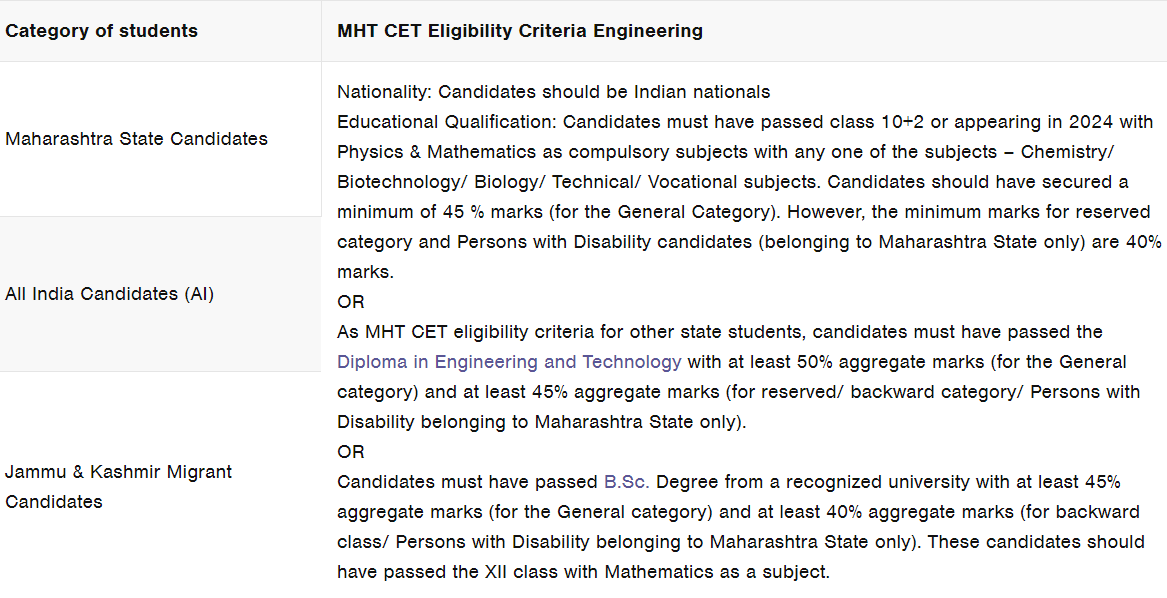 Category of students
MHT CET Eligibility Criteria Engineering
Maharashtra State Candidates
All India Candidates (AI)
Jammu & Kashmir Migrant
Candidates
Nationality: Candidates should be Indian nationals
Educational Qualification: Candidates must have passed class 10+2 or appearing in 2024 with
Physics & Mathematics as compulsory subjects with any one of the subjects – Chemistry/
Biotechnology/ Biology/ Technical/ Vocational subjects. Candidates should have secured a
minimum of 45 % marks (for the General Category). However, the minimum marks for reserved
category and Persons with Disability candidates (belonging to Maharashtra State only) are 40%
marks.
OR
As MHT CET eligibility criteria for other state students, candidates must have passed the
Diploma in Engineering and Technology with at least 50% aggregate marks (for the General
category) and at least 45% aggregate marks (for reserved/ backward category/ Persons with
Disability belonging to Maharashtra State only).
OR
Candidates must have passed B.Sc. Degree from a recognized university with at least 45%
aggregate marks (for the General category) and at least 40% aggregate marks (for backward
class/ Persons with Disability belonging to Maharashtra State only). These candidates should
have passed the XII class with Mathematics as a subject.